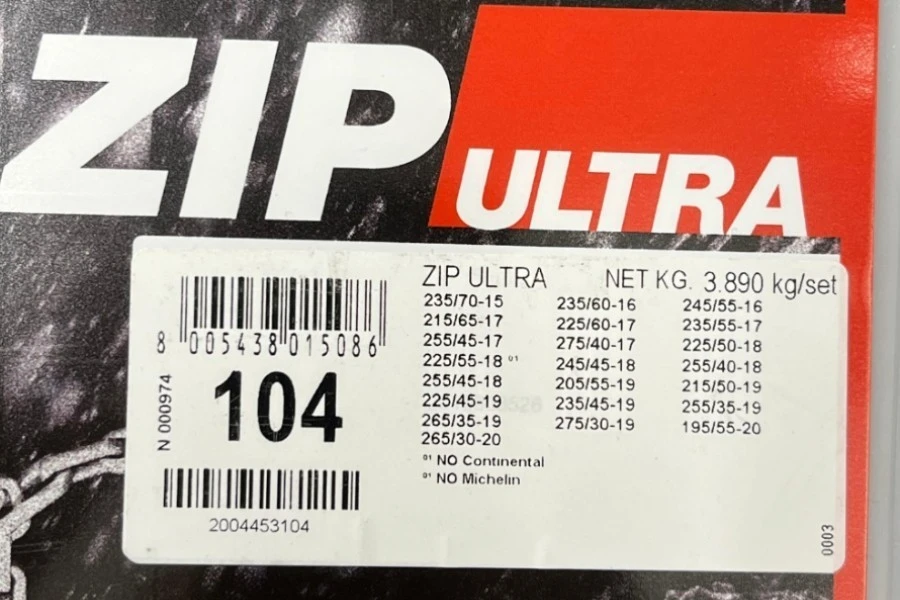 ZIP ULTRA
8 005438 015086
N 000974
104
2004453104
ZIP ULTRA NET KG. 3.890 kg/set
235/70-15 235/60-16 245/55-16
215/65-17 225/60-17 235/55-17
255/45-17 275/40-17 225/50-18
225/55-18 ⁰¹ 245/45-18 255/40-18
255/45-18 205/55-19 215/50-19
225/45-19 235/45-19 255/35-19
265/35-19 275/30-19 195/55-20
265/30-20
⁰¹ NO Continental
⁰¹ NO Michelin
0003